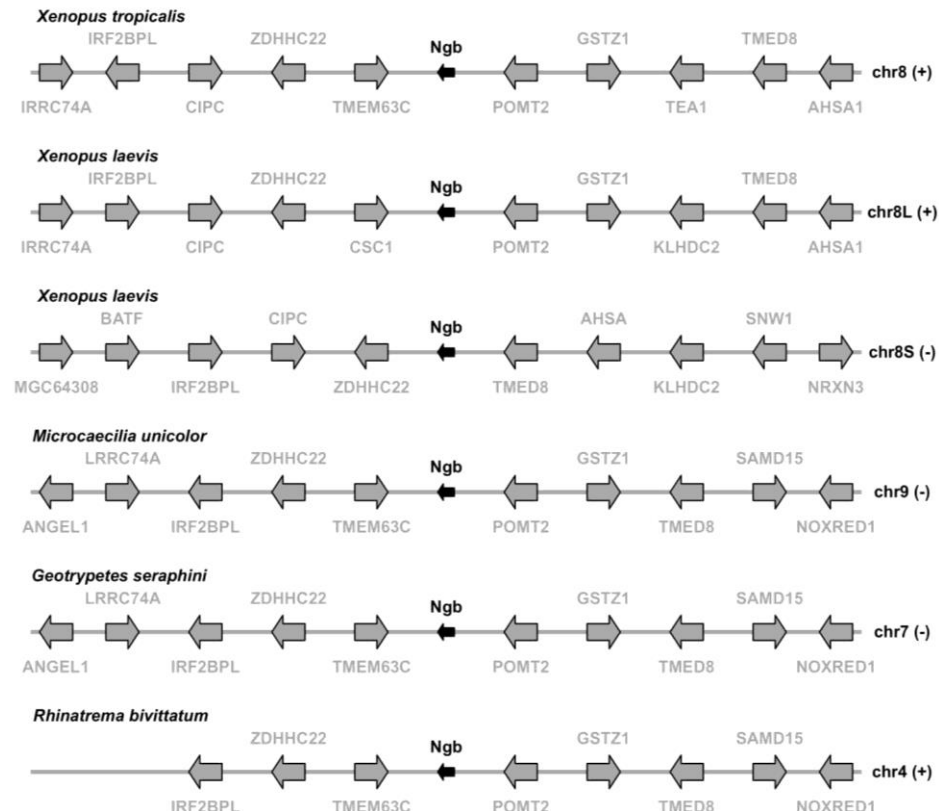 Xenopus tropicalis
IRF2BPL ZDHHC22 Ngb GSTZ1 TMED8
chr8 (+)
IRRC74A CIPC TMEM63C POMT2 TEA1 AHSA1
Xenopus laevis
IRF2BPL ZDHHC22 Ngb GSTZ1 TMED8
chr8L (+)
IRRC74A CIPC CSC1 POMT2 KLHDC2 AHSA1
Xenopus laevis
BATF CIPC Ngb AHSA SNW1
chr8S (-)
MGC64308 IRF2BPL ZDHHC22 TMED8 KLHDC2 NRXN3
Microcaecilia unicolor
LRRC74A ZDHHC22 Ngb GSTZ1 SAMD15
chr9 (-)
ANGEL1 IRF2BPL TMEM63C POMT2 TMED8 NOXRED1
Geotrypetes seraphini
LRRC74A ZDHHC22 Ngb GSTZ1 SAMD15
chr7 (-)
ANGEL1 IRF2BPL TMEM63C POMT2 TMED8 NOXRED1
Rhinatrema bivittatum
ZDHHC22 Ngb GSTZ1 SAMD15
chr4 (+)
IRF2BPL TMEM63C POMT2 TMED8 NOXRED1